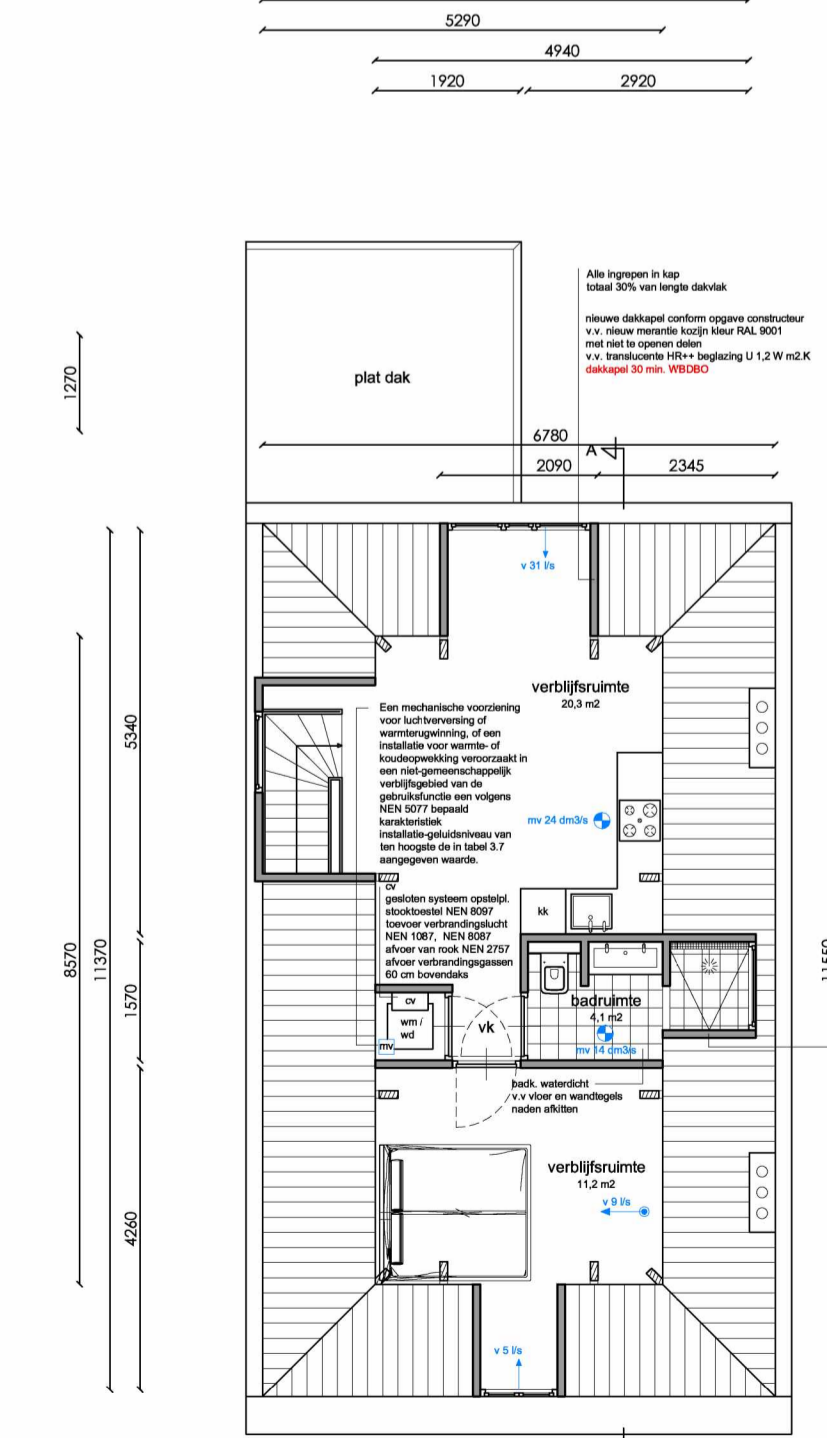 5290
4940
1920
2920
Alle ingrepen in kap
totaal 30% van lengte dakvlak
nieuwe dakkapel conform opgave constructeur
v.v. nieuw merantie kozijn kleur RAL 9001
met niet te openen delen
v.v. translucente HR++ beglazing U 1,2 W m2.K
dakkapel 30 min. WBDBO
1270
plat dak
6780
A
2090
2345
v 31 l/s
verblijfsruimte
20,3 m2
Een mechanische voorziening
voor luchtverversing of
warmterugwinning, of een
installatie voor warmte- of
koudeopwekking veroorzaakt in
een niet-gemeenschappelijk
verblijfsgebied van de
gebruiksfunctie een volgens
NEN 5077 bepaald
karakteristiek
installatie-geluidsniveau van
ten hoogste de in tabel 3.7
aangegeven waarde.
5340
mv 24 dm3/s
cv
gesloten systeem opstelpl.
stooktoestel NEN 8097
toevoer verbrandingslucht
NEN 1087, NEN 8087
afvoer van rook NEN 2757
afvoer verbrandingsgassen
60 cm bovendaks
kk
8570
11370
1570
11550
cv
wm /
wd
mv
vk
badruimte
4,1 m2
mv 14 dm3/s
badk. waterdicht
v.v vloer en wandtegels
naden afkitten
verblijfsruimte
11,2 m2
v 9 l/s
4260
v 5 l/s